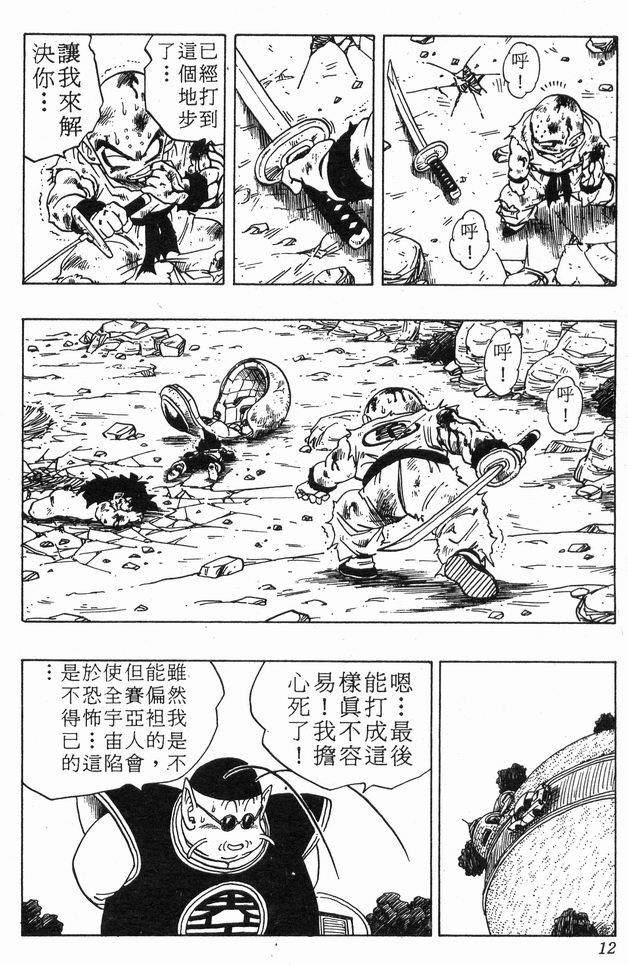 呼！
呼！
已經打到
這個地步
了…
讓我來解
決你…
呼！
呼！
嗯…最後
能打成這
樣眞不容
易！我擔
心死了！
雖然我是不
能偏袒的，
但賽亞人會
使全宇宙陷
於恐怖…這
是不得已的
…
12